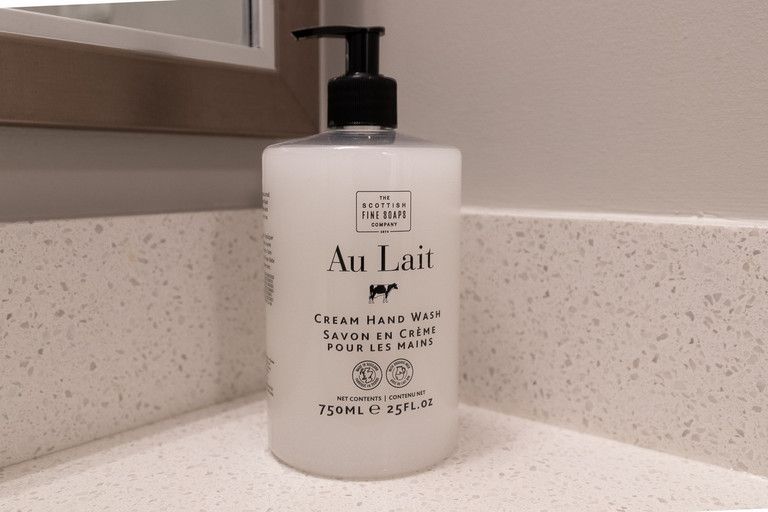 THE
SCOTTISH
FINE SOAPS
COMPANY
1974
Au Lait
CREAM HAND WASH
SAVON EN CRÈME
POUR LES MAINS
NET CONTENTS | CONTENU NET
750ML ℮ 25FL.OZ